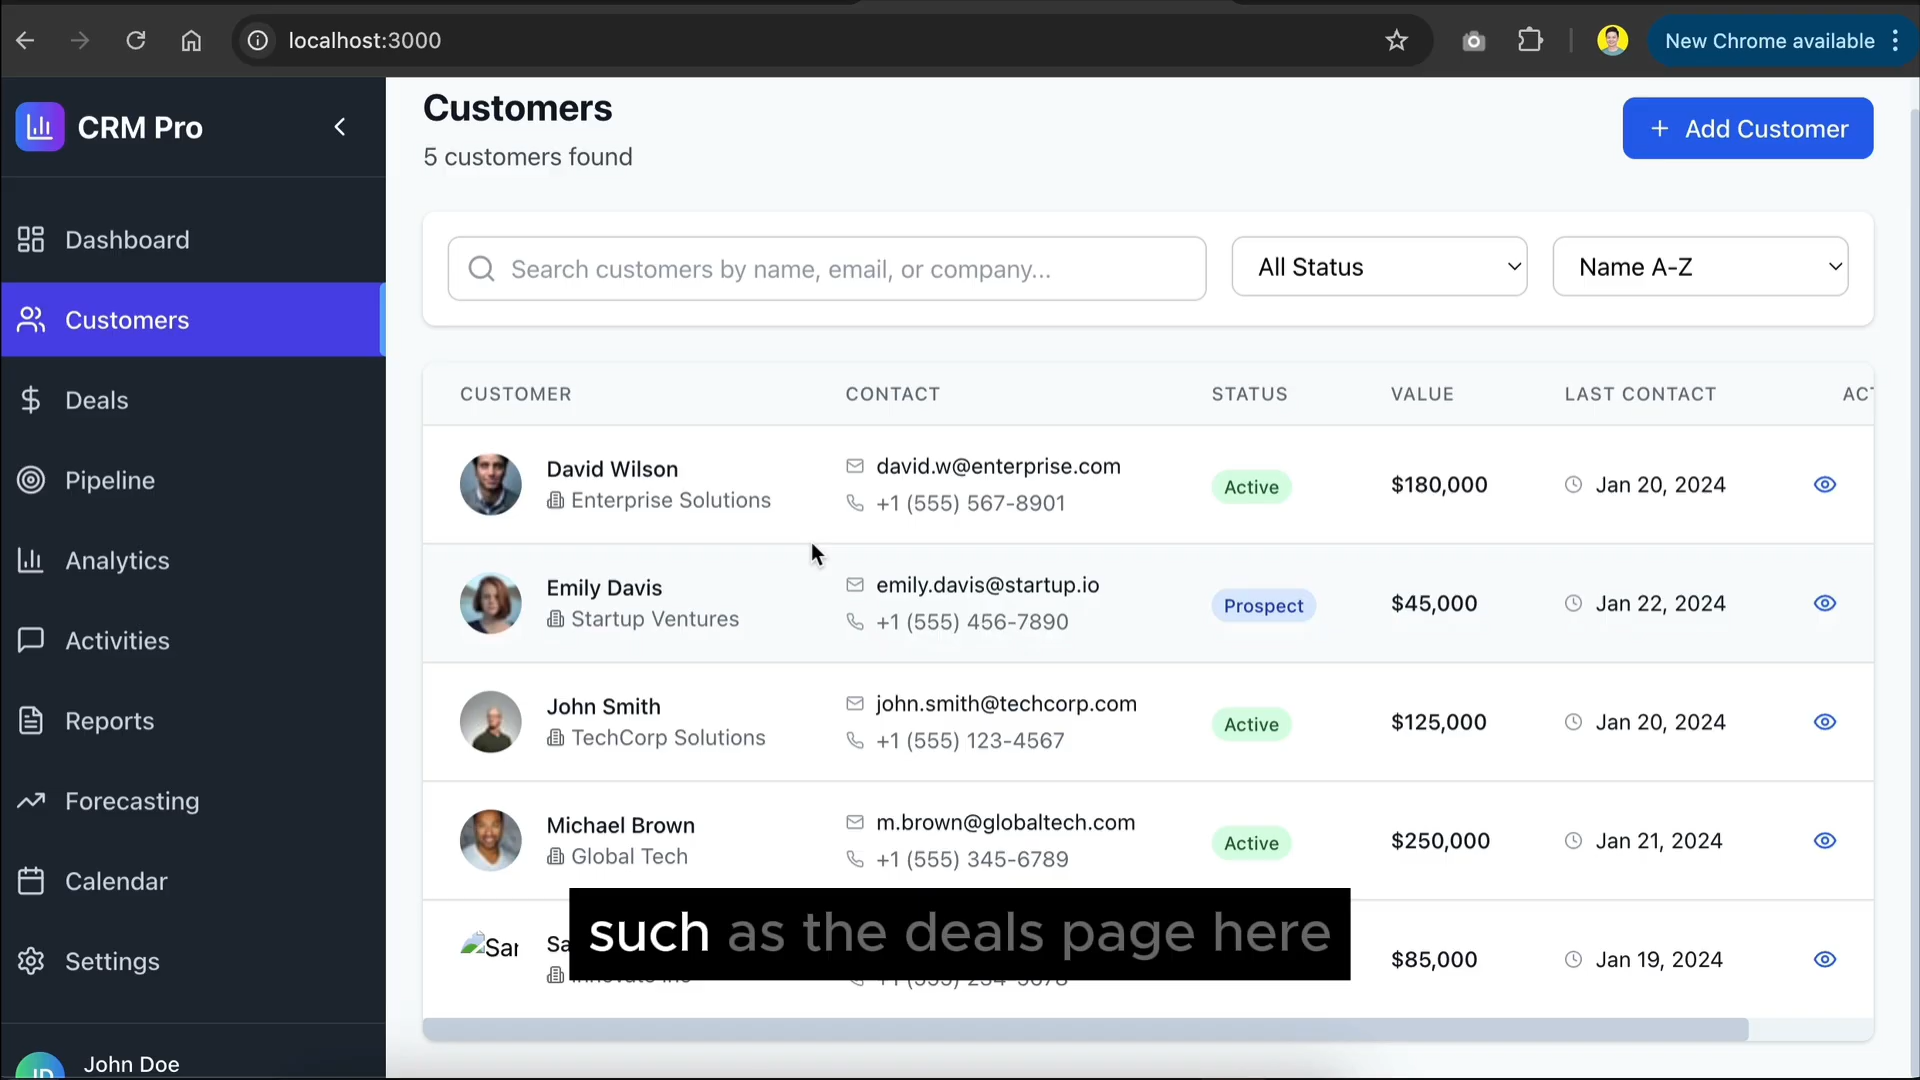 localhost:3000
New Chrome available
CRM Pro
Dashboard
Customers
Deals
Pipeline
Analytics
Activities
Reports
Forecasting
Calendar
Settings
John Doe
Customers
5 customers found
+ Add Customer
Search customers by name, email, or company...
All Status
Name A-Z
CUSTOMER CONTACT STATUS VALUE LAST CONTACT ACT
David Wilson
Enterprise Solutions
david.w@enterprise.com
+1 (555) 567-8901
Active
$180,000
Jan 20, 2024
Emily Davis
Startup Ventures
emily.davis@startup.io
+1 (555) 456-7890
Prospect
$45,000
Jan 22, 2024
John Smith
TechCorp Solutions
john.smith@techcorp.com
+1 (555) 123-4567
Active
$125,000
Jan 20, 2024
Michael Brown
Global Tech
m.brown@globaltech.com
+1 (555) 345-6789
Active
$250,000
Jan 21, 2024
Sar
Sa
$85,000
Jan 19, 2024
such as the deals page here